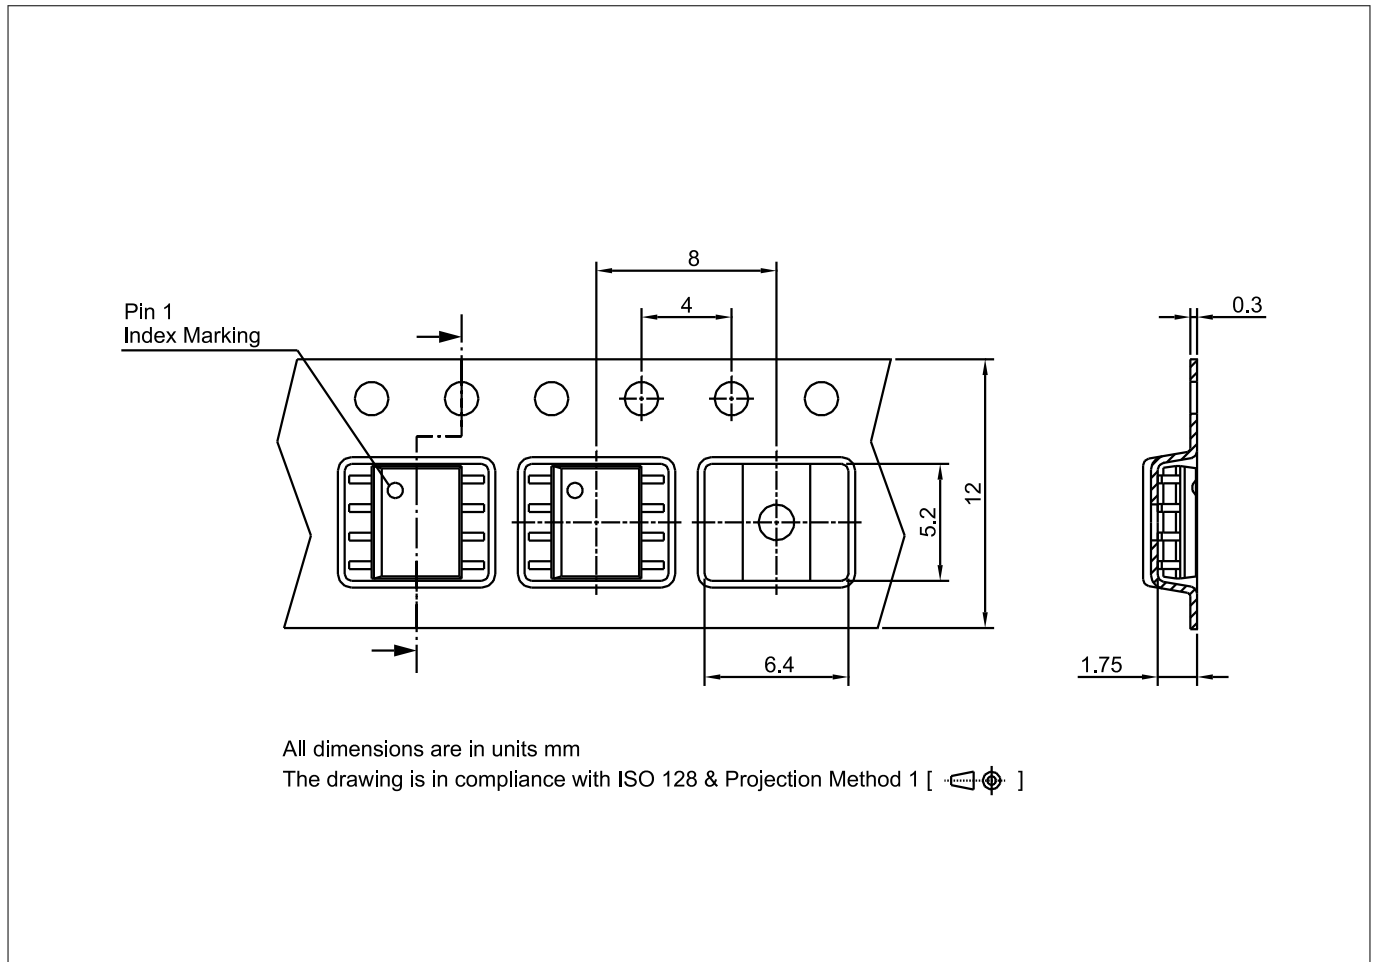 8
4
0.3
Pin 1
Index Marking
5.2
12
6.4
1.75
All dimensions are in units mm
The drawing is in compliance with ISO 128 & Projection Method 1 [ ]